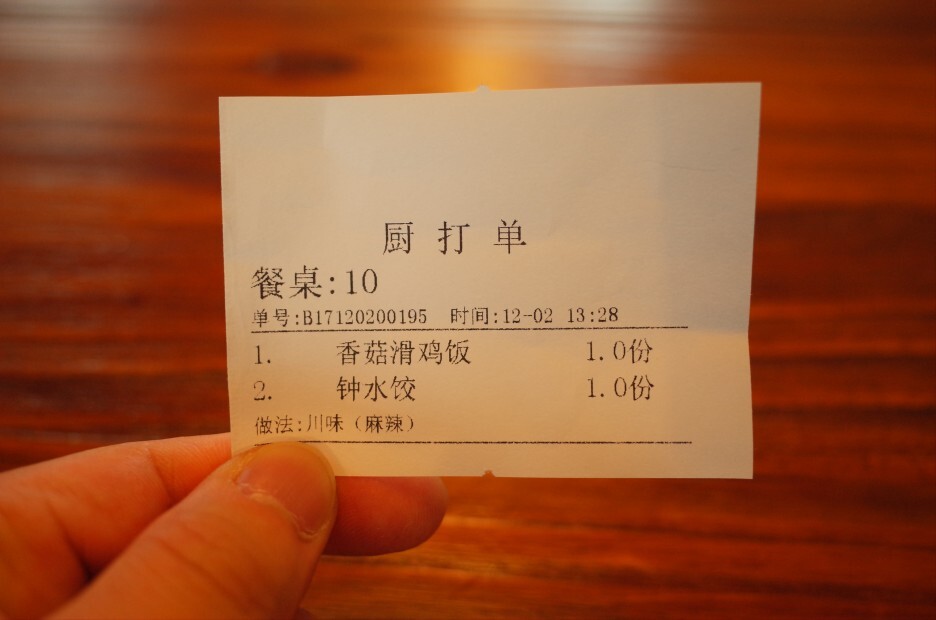 厨打单
餐桌:10
单号:B17120200195 时间:12-02 13:28
1. 香菇滑鸡饭 1.0份
2. 钟水饺 1.0份
做法:川味（麻辣）